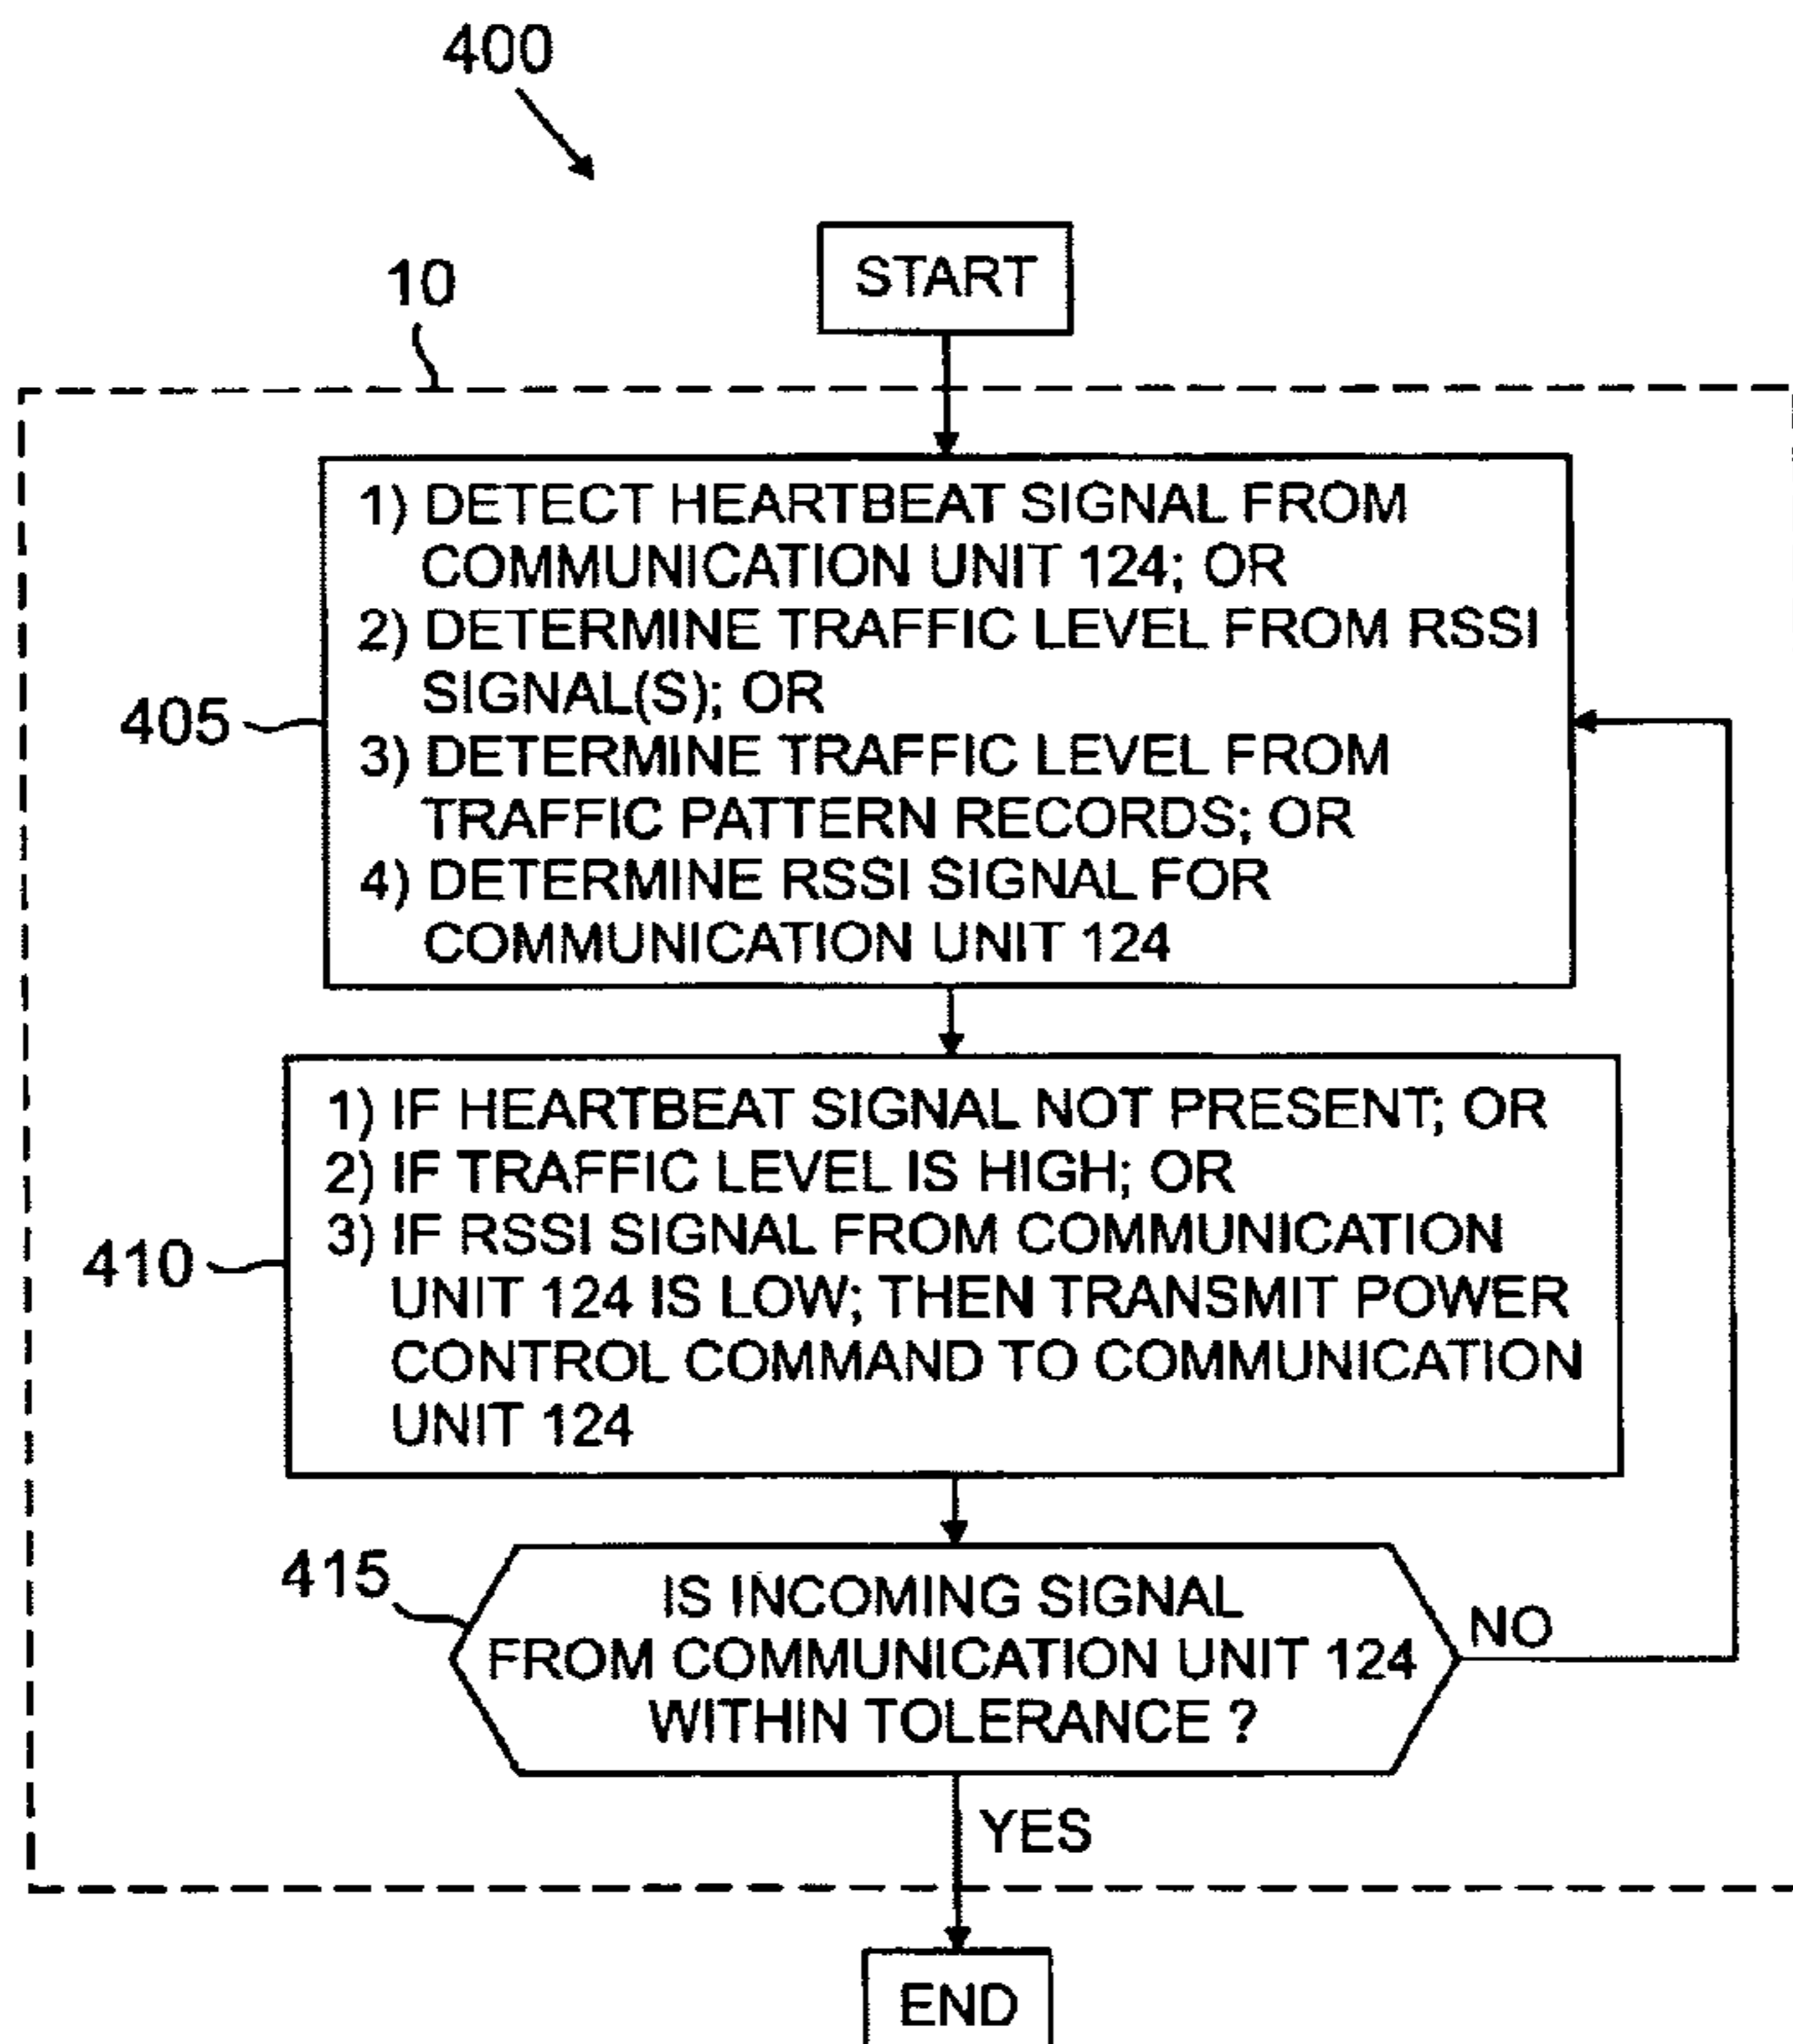 400
START
10
1) DETECT HEARTBEAT SIGNAL FROM
COMMUNICATION UNIT 124; OR
2) DETERMINE TRAFFIC LEVEL FROM RSSI
SIGNAL(S); OR
3) DETERMINE TRAFFIC LEVEL FROM
TRAFFIC PATTERN RECORDS; OR
4) DETERMINE RSSI SIGNAL FOR
COMMUNICATION UNIT 124
405
1) IF HEARTBEAT SIGNAL NOT PRESENT; OR
2) IF TRAFFIC LEVEL IS HIGH; OR
3) IF RSSI SIGNAL FROM COMMUNICATION
UNIT 124 IS LOW; THEN TRANSMIT POWER
CONTROL COMMAND TO COMMUNICATION
UNIT 124
410
415
IS INCOMING SIGNAL
FROM COMMUNICATION UNIT 124
WITHIN TOLERANCE ?
NO
YES
END